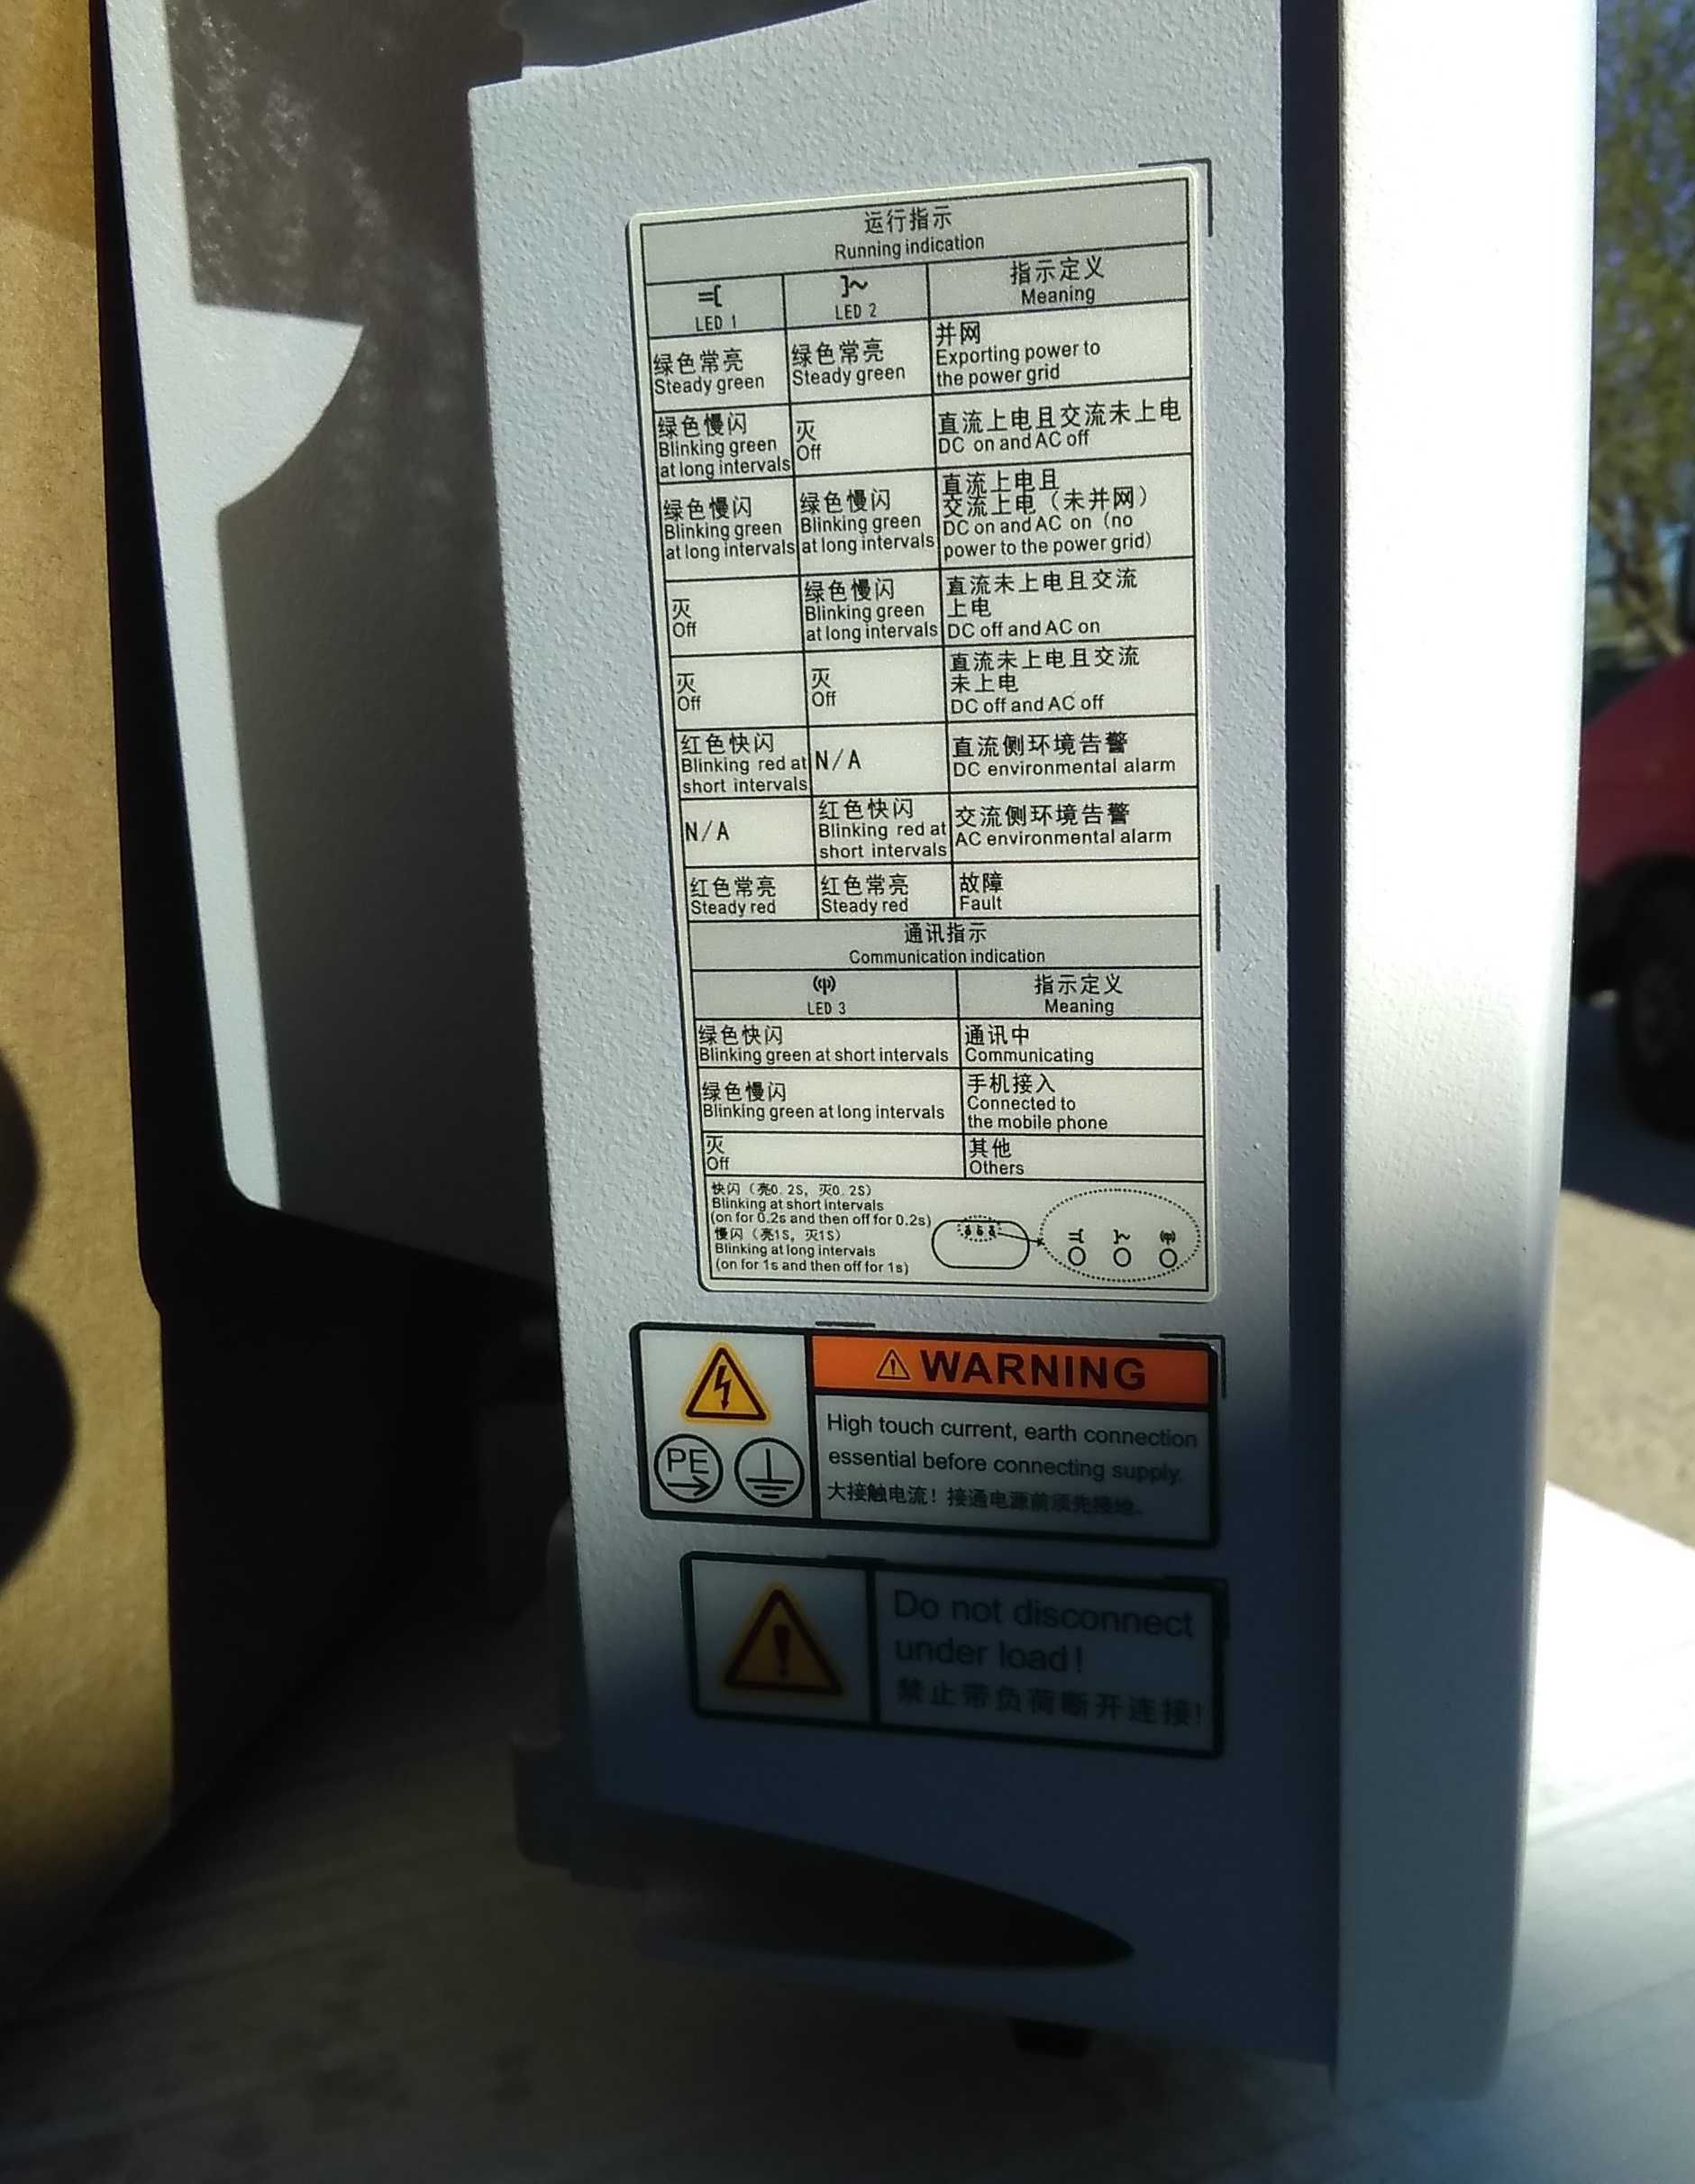 运行指示
Running indication
LED 1
LED 2
指示定义
Meaning
绿色常亮
Steady green
绿色常亮
Steady green
并网
Exporting power to
the power grid
绿色慢闪
Blinking green
at long intervals
灭
Off
直流上电且交流未上电
DC on and AC off
绿色慢闪
Blinking green
at long intervals
绿色慢闪
Blinking green
at long intervals
直流上电且
交流上电（未并网）
DC on and AC on (no
power to the power grid)
灭
Off
绿色慢闪
Blinking green
at long intervals
直流未上电且交流
上电
DC off and AC on
灭
Off
灭
Off
直流未上电且交流
未上电
DC off and AC off
红色快闪
Blinking red at
short intervals
N/A
直流侧环境告警
DC environmental alarm
N/A
红色快闪
Blinking red at
short intervals
交流侧环境告警
AC environmental alarm
红色常亮
Steady red
红色常亮
Steady red
故障
Fault
通讯指示
Communication indication
LED 3
指示定义
Meaning
绿色快闪
Blinking green at short intervals
通讯中
Communicating
绿色慢闪
Blinking green at long intervals
手机接入
Connected to
the mobile phone
灭
Off
其他
Others
快闪（亮0.2S，灭0.2S）
Blinking at short intervals
(on for 0.2s and then off for 0.2s)
慢闪（亮1S，灭1S）
Blinking at long intervals
(on for 1s and then off for 1s)
WARNING
PE
High touch current, earth connection
essential before connecting supply.
大接触电流！接通电源前须先接地.
Do not disconnect
under load!
禁止带负荷断开连接!